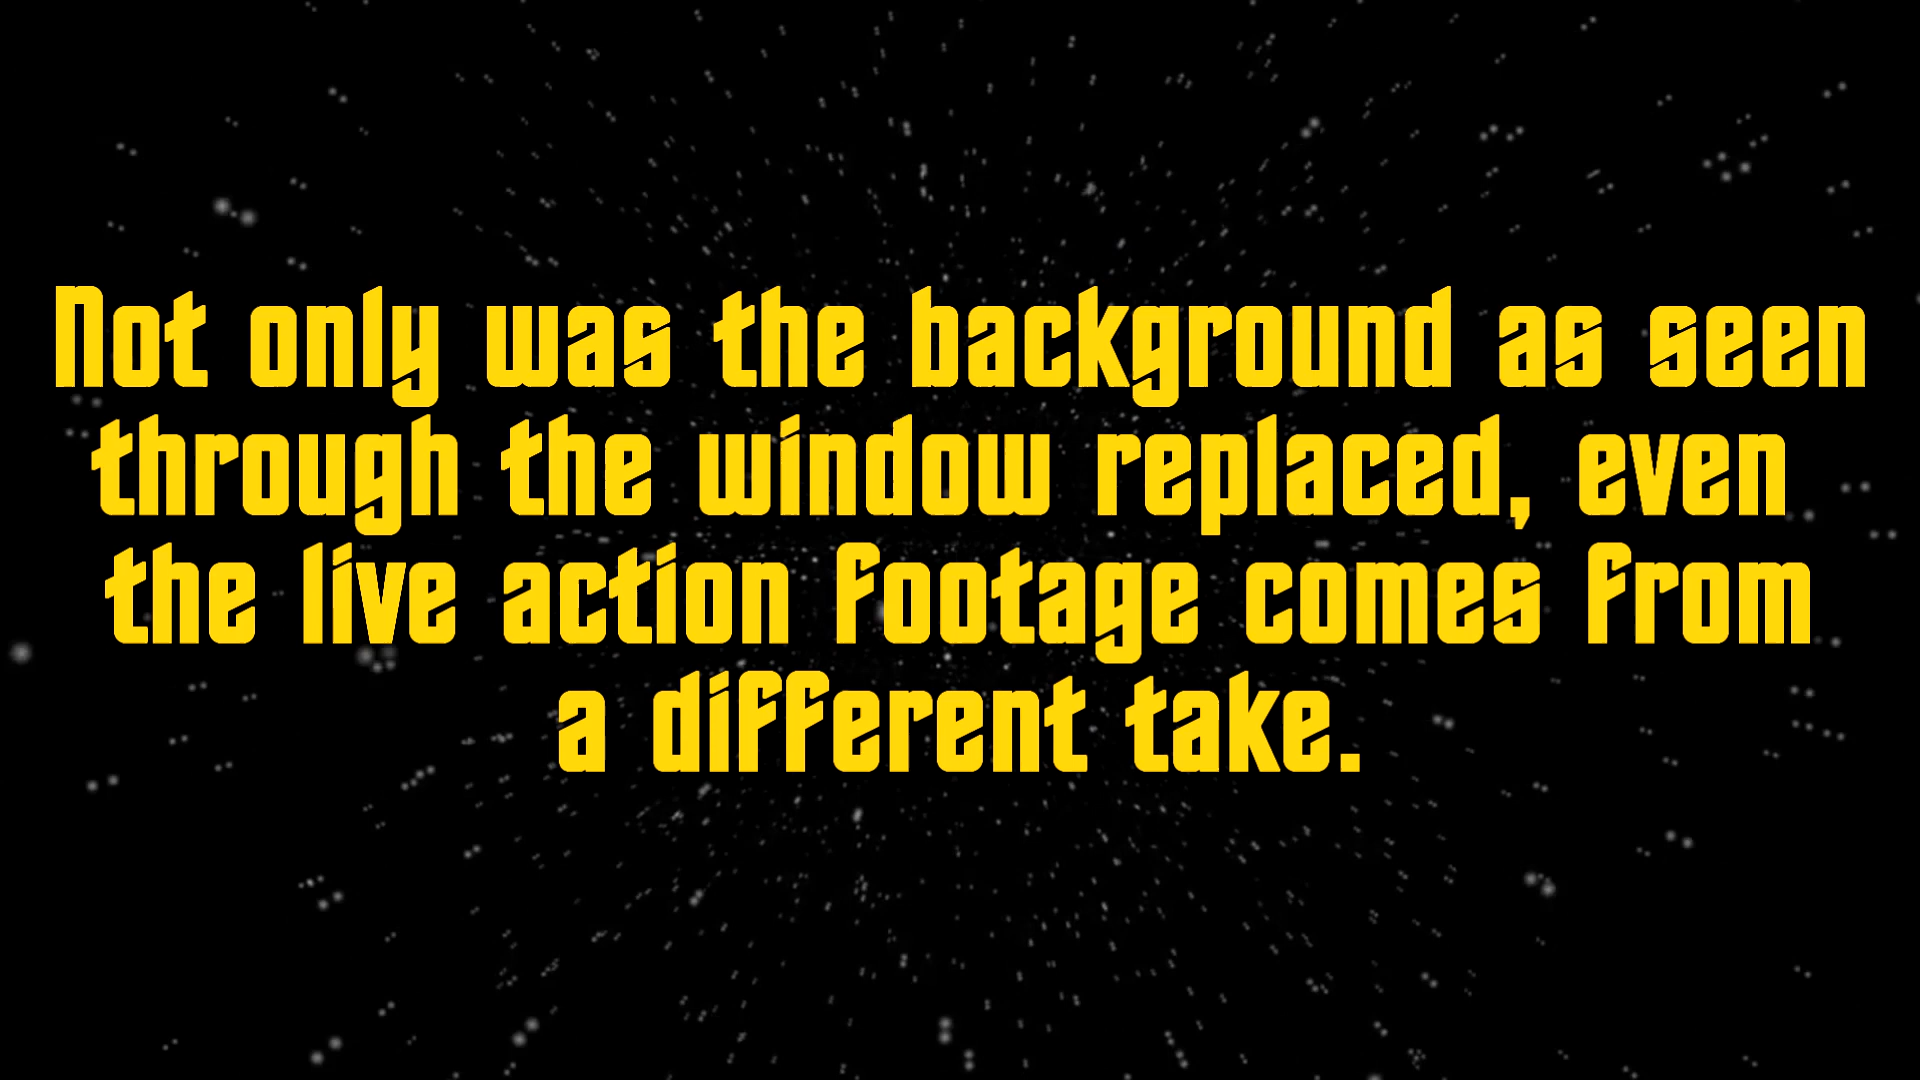 Not only was the background as seen
through the window replaced, even
the live action footage comes from
a different take.